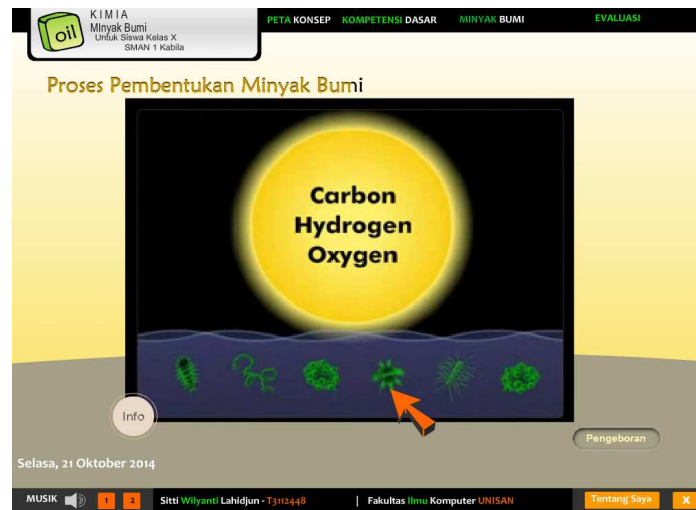 KIMIA
MInyak Bumi
Untuk Siswa Kelas X
SMAN 1 Kabila
oil
PETA KONSEP KOMPETENSI DASAR MINYAK BUMI EVALUASI
Proses Pembentukan Minyak Bumi
Carbon
Hydrogen
Oxygen
Info
Pengeboran
Selasa, 21 Oktober 2014
MUSIK 1 2 Sitti Wilyanti Lahidjun - T3112448 | Fakultas Ilmu Komputer UNISAN Tentang Saya X